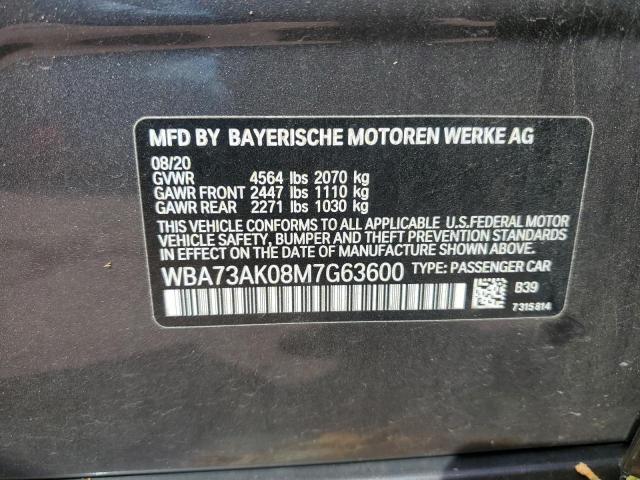 MFD BY BAYERISCHE MOTOREN WERKE AG
08/20
GVWR 4564 lbs 2070 kg
GAWR FRONT 2447 lbs 1110 kg
GAWR REAR 2271 lbs 1030 kg
THIS VEHICLE CONFORMS TO ALL APPLICABLE U.S.FEDERAL MOTOR
VEHICLE SAFETY, BUMPER AND THEFT PREVENTION STANDARDS
IN EFFECT ON THE DATE OF MANUFACTURE SHOWN ABOVE.
WBA73AK08M7G63600 TYPE: PASSENGER CAR
B39
7315814